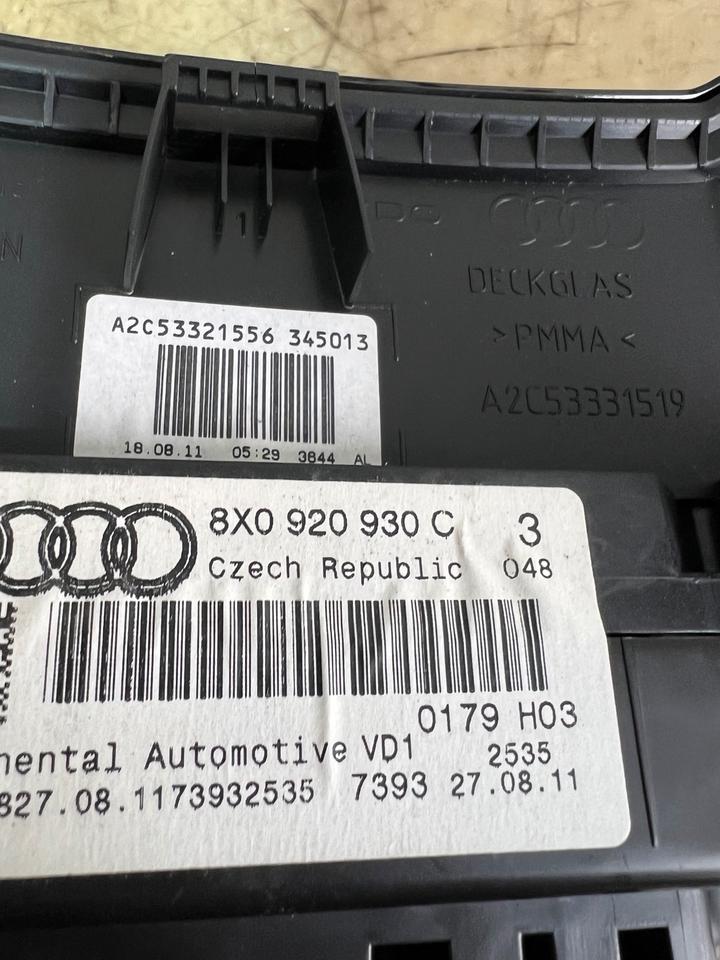 1
DECKGLAS
>PMMA<
A2C53331519
N
A2C53321556 345013
18.08.11 05:29 3844 AL
8X0 920 930 C 3
Czech Republic 048
0179 H03
nental Automotive VD1 2535
827.08.1173932535 7393 27.08.11